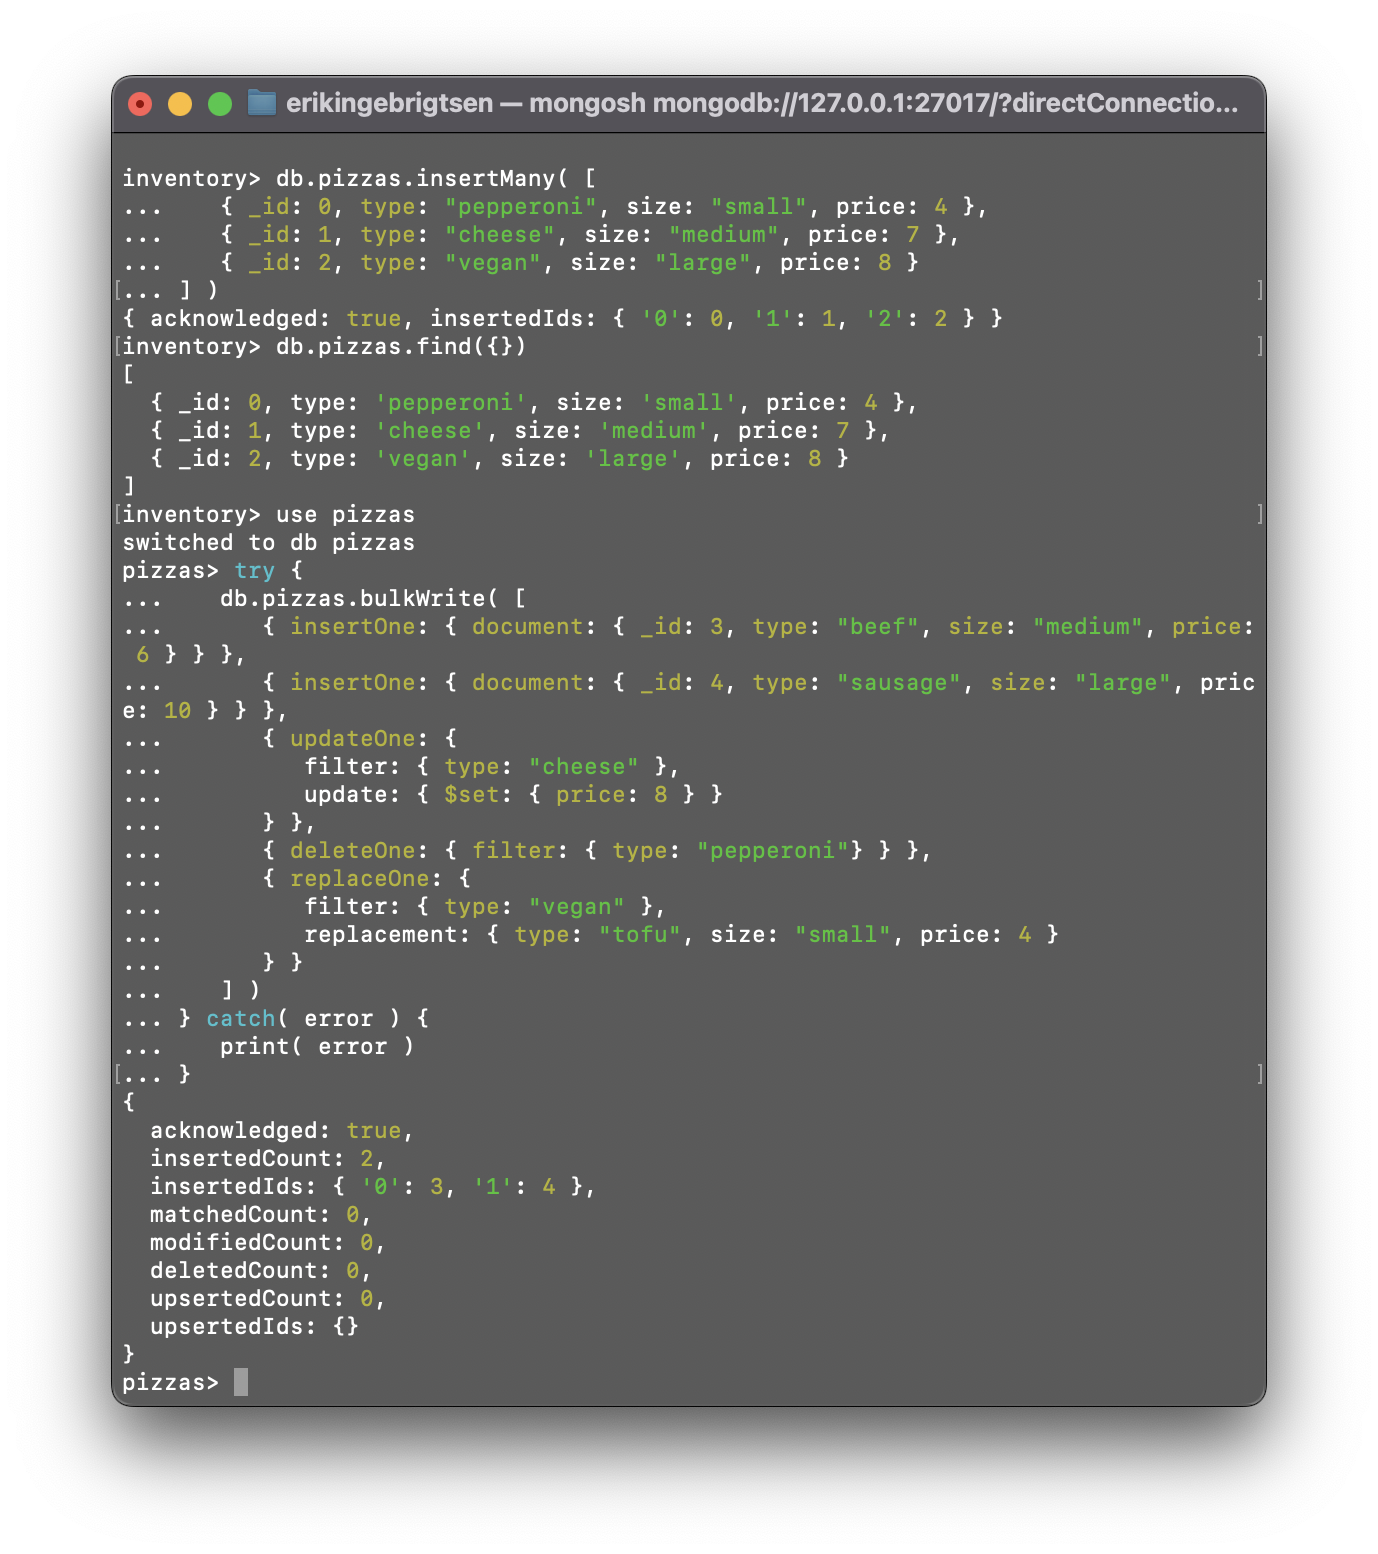 erikingebrigtsen — mongosh mongodb://127.0.0.1:27017/?directConnectio...
inventory> db.pizzas.insertMany( [
...    { _id: 0, type: "pepperoni", size: "small", price: 4 },
...    { _id: 1, type: "cheese", size: "medium", price: 7 },
...    { _id: 2, type: "vegan", size: "large", price: 8 }
[... ] ) ]
{ acknowledged: true, insertedIds: { '0': 0, '1': 1, '2': 2 } }
[inventory> db.pizzas.find({}) ]
[
  { _id: 0, type: 'pepperoni', size: 'small', price: 4 },
  { _id: 1, type: 'cheese', size: 'medium', price: 7 },
  { _id: 2, type: 'vegan', size: 'large', price: 8 }
]
[inventory> use pizzas ]
switched to db pizzas
pizzas> try {
...    db.pizzas.bulkWrite( [
...       { insertOne: { document: { _id: 3, type: "beef", size: "medium", price:
 6 } } },
...       { insertOne: { document: { _id: 4, type: "sausage", size: "large", pric
e: 10 } } },
...       { updateOne: {
...          filter: { type: "cheese" },
...          update: { $set: { price: 8 } }
...       } },
...       { deleteOne: { filter: { type: "pepperoni"} } },
...       { replaceOne: {
...          filter: { type: "vegan" },
...          replacement: { type: "tofu", size: "small", price: 4 }
...       } }
...    ] )
... } catch( error ) {
...    print( error )
[... } ]
{
  acknowledged: true,
  insertedCount: 2,
  insertedIds: { '0': 3, '1': 4 },
  matchedCount: 0,
  modifiedCount: 0,
  deletedCount: 0,
  upsertedCount: 0,
  upsertedIds: {}
}
pizzas>